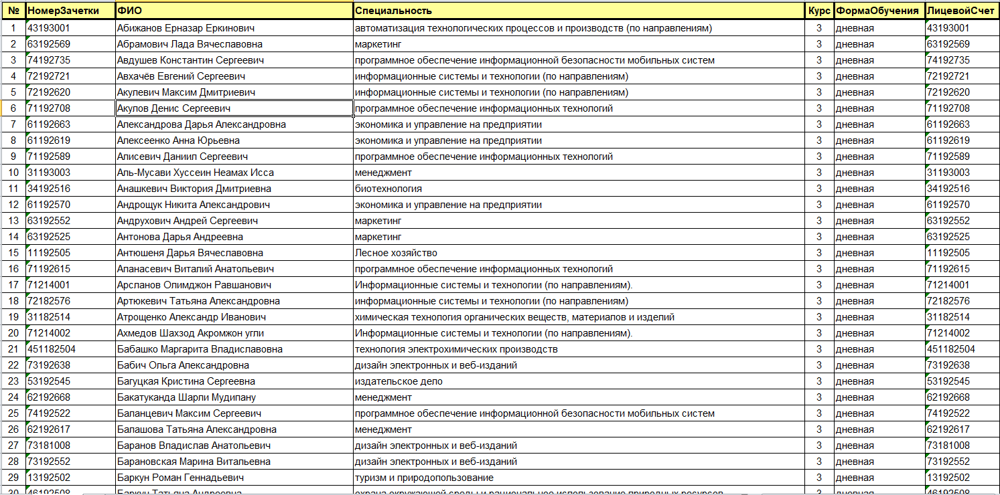 № НомерЗачетки ФИО Специальность Курс ФормаОбучения ЛицевойСчет
1 43193001 Абижанов Ерназар Еркинович автоматизация технологических процессов и производств (по направлениям) 3 дневная 43193001
2 63192569 Абрамович Лада Вячеславовна маркетинг 3 дневная 63192569
3 74192735 Авдушев Константин Сергеевич программное обеспечение информационной безопасности мобильных систем 3 дневная 74192735
4 72192721 Авхачёв Евгений Сергеевич информационные системы и технологии (по направлениям) 3 дневная 72192721
5 72192620 Акулевич Максим Дмитриевич информационные системы и технологии (по направлениям) 3 дневная 72192620
6 71192708 Акулов Денис Сергеевич программное обеспечение информационных технологий 3 дневная 71192708
7 61192663 Александрова Дарья Александровна экономика и управление на предприятии 3 дневная 61192663
8 61192619 Алексеенко Анна Юрьевна экономика и управление на предприятии 3 дневная 61192619
9 71192589 Алисевич Даниил Сергеевич программное обеспечение информационных технологий 3 дневная 71192589
10 31193003 Аль-Мусави Хуссеин Неамах Исса менеджмент 3 дневная 31193003
11 34192516 Анашкевич Виктория Дмитриевна биотехнология 3 дневная 34192516
12 61192570 Андрощук Никита Александрович экономика и управление на предприятии 3 дневная 61192570
13 63192552 Андрухович Андрей Сергеевич маркетинг 3 дневная 63192552
14 63192525 Антонова Дарья Андреевна маркетинг 3 дневная 63192525
15 11192505 Антюшеня Дарья Вячеславовна Лесное хозяйство 3 дневная 11192505
16 71192615 Апанасевич Виталий Анатольевич программное обеспечение информационных технологий 3 дневная 71192615
17 71214001 Арсланов Олимджон Равшанович Информационные системы и технологии (по направлениям). 3 дневная 71214001
18 72182576 Артюкевич Татьяна Александровна информационные системы и технологии (по направлениям) 3 дневная 72182576
19 31182514 Атрощенко Александр Иванович химическая технология органических веществ, материалов и изделий 3 дневная 31182514
20 71214002 Ахмедов Шахзод Акромжон угли Информационные системы и технологии (по направлениям). 3 дневная 71214002
21 451182504 Бабашко Маргарита Владиславовна технология электрохимических производств 3 дневная 451182504
22 73192638 Бабич Ольга Александровна дизайн электронных и веб-изданий 3 дневная 73192638
23 53192545 Багуцкая Кристина Сергеевна издательское дело 3 дневная 53192545
24 62192668 Бакатуканда Шарли Мудипану менеджмент 3 дневная 62192668
25 74192522 Баланцевич Максим Сергеевич программное обеспечение информационной безопасности мобильных систем 3 дневная 74192522
26 62192617 Балашова Татьяна Александровна менеджмент 3 дневная 62192617
27 73181008 Баранов Владислав Анатольевич дизайн электронных и веб-изданий 3 дневная 73181008
28 73192552 Барановская Марина Витальевна дизайн электронных и веб-изданий 3 дневная 73192552
29 13192502 Баркун Роман Геннадьевич туризм и природопользование 3 дневная 13192502
30 46192508 Баркун Татьяна Андреевна охрана окружающей среды и рациональное использование природных ресурсов 3 дневная 46192508